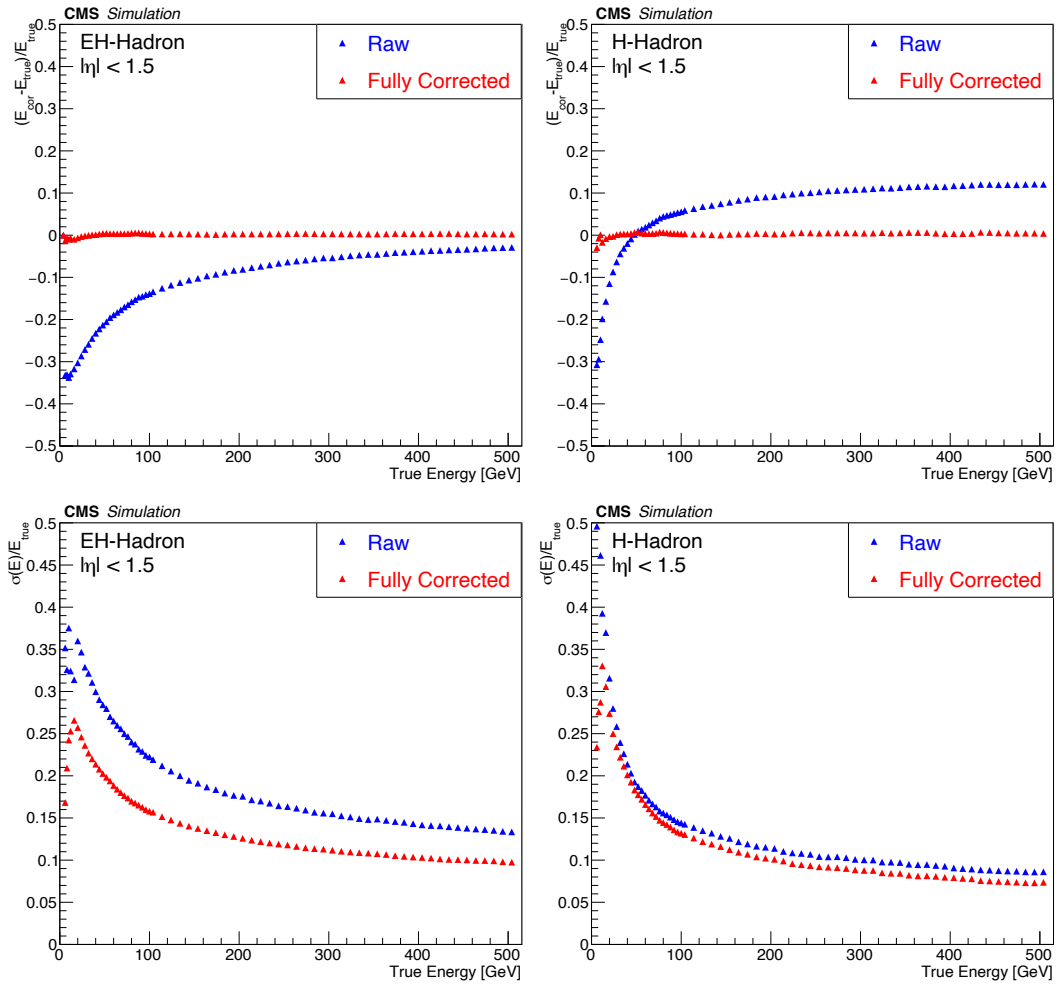 CMS Simulation
(E_cor-E_true)/E_true
0.5
0.4
0.3
0.2
0.1
0
−0.1
−0.2
−0.3
−0.4
−0.5
EH-Hadron
|η| < 1.5
Raw
Fully Corrected
0 100 200 300 400 500
True Energy [GeV]
CMS Simulation
(E_cor-E_true)/E_true
0.5
0.4
0.3
0.2
0.1
0
−0.1
−0.2
−0.3
−0.4
−0.5
H-Hadron
|η| < 1.5
Raw
Fully Corrected
0 100 200 300 400 500
True Energy [GeV]
CMS Simulation
σ(E)/E_true
0.5
0.45
0.4
0.35
0.3
0.25
0.2
0.15
0.1
0.05
0
EH-Hadron
|η| < 1.5
Raw
Fully Corrected
0 100 200 300 400 500
True Energy [GeV]
CMS Simulation
σ(E)/E_true
0.5
0.45
0.4
0.35
0.3
0.25
0.2
0.15
0.1
0.05
0
H-Hadron
|η| < 1.5
Raw
Fully Corrected
0 100 200 300 400 500
True Energy [GeV]